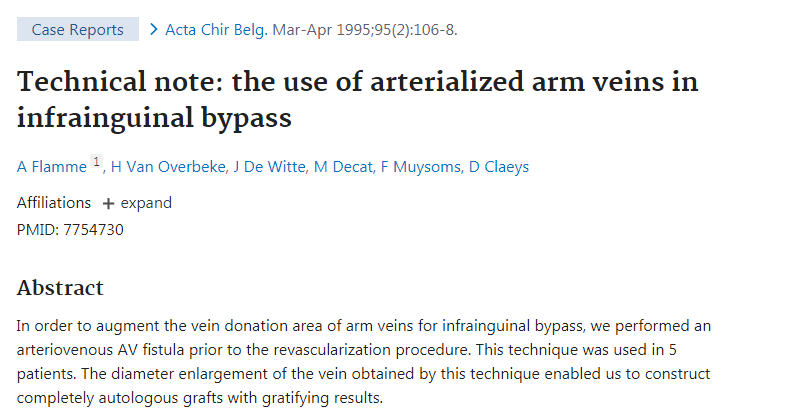 Case Reports > Acta Chir Belg. Mar-Apr 1995;95(2):106-8.
Technical note: the use of arterialized arm veins in
infrainguinal bypass
A Flamme 1, H Van Overbeke, J De Witte, M Decat, F Muysoms, D Claeys
Affiliations + expand
PMID: 7754730
Abstract
In order to augment the vein donation area of arm veins for infrainguinal bypass, we performed an
arteriovenous AV fistula prior to the revascularization procedure. This technique was used in 5
patients. The diameter enlargement of the vein obtained by this technique enabled us to construct
completely autologous grafts with gratifying results.